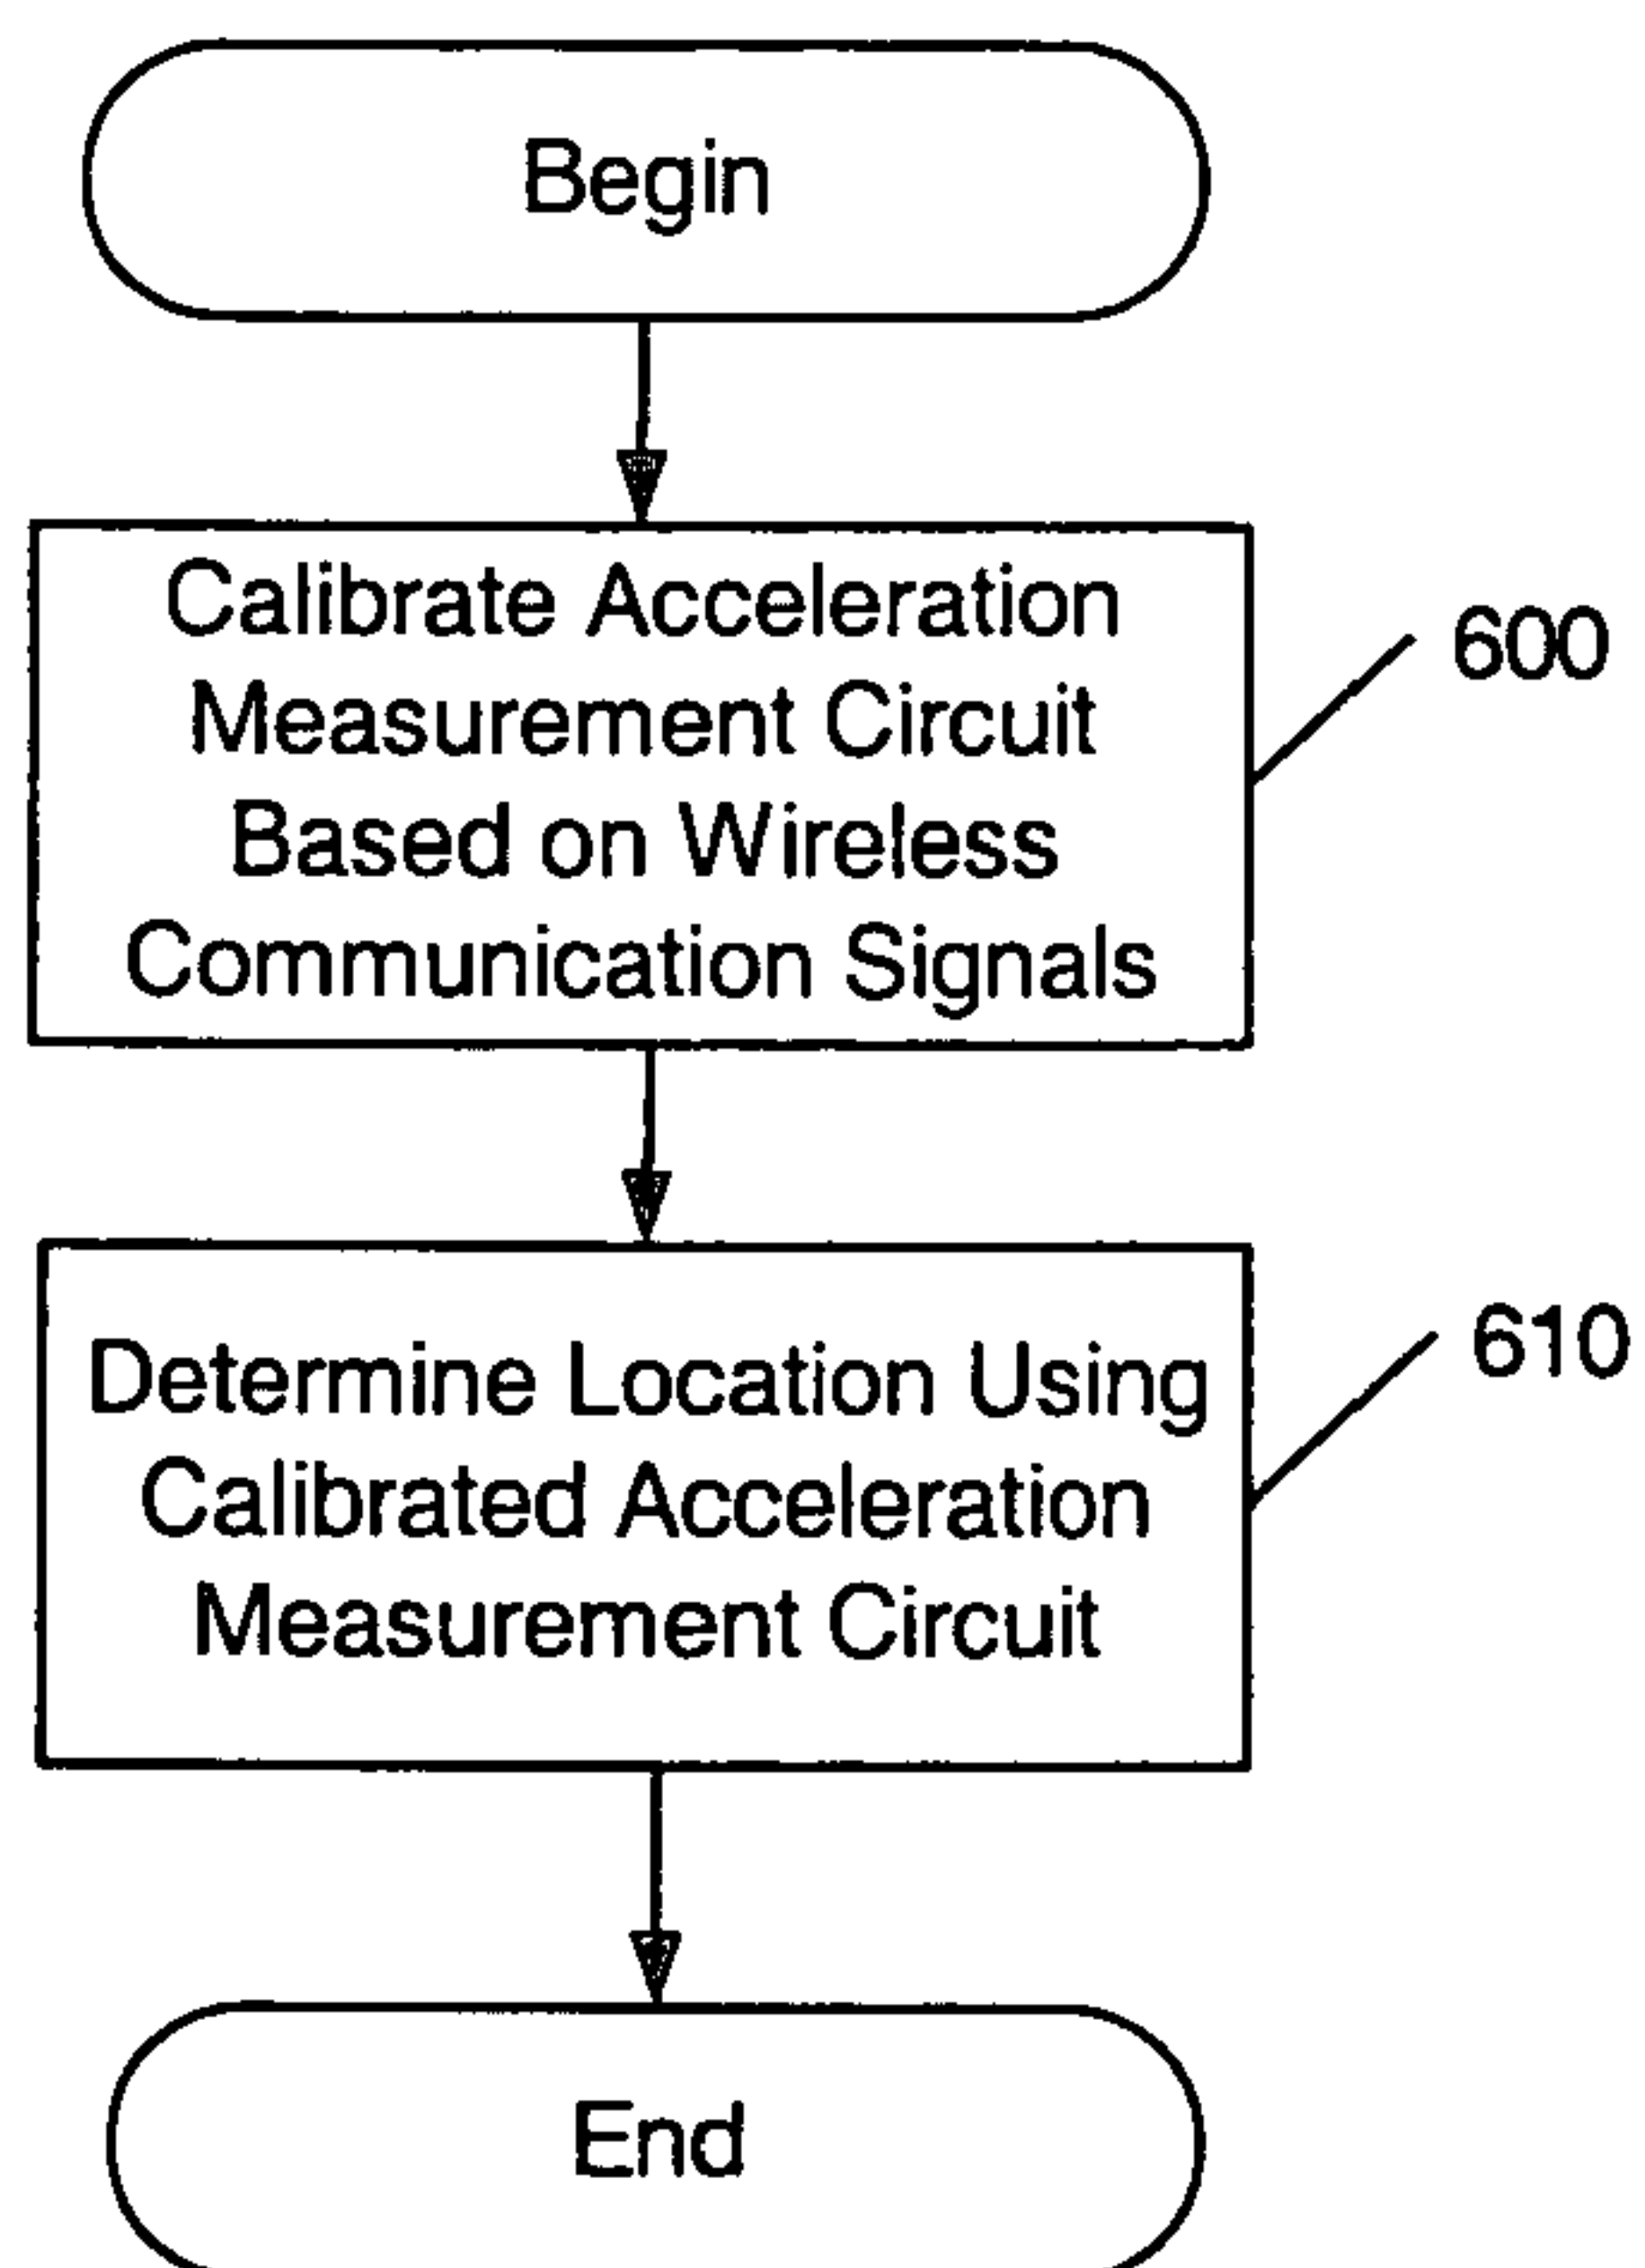 Begin
Calibrate Acceleration
Measurement Circuit
Based on Wireless
Communication Signals
600
Determine Location Using
Calibrated Acceleration
Measurement Circuit
610
End